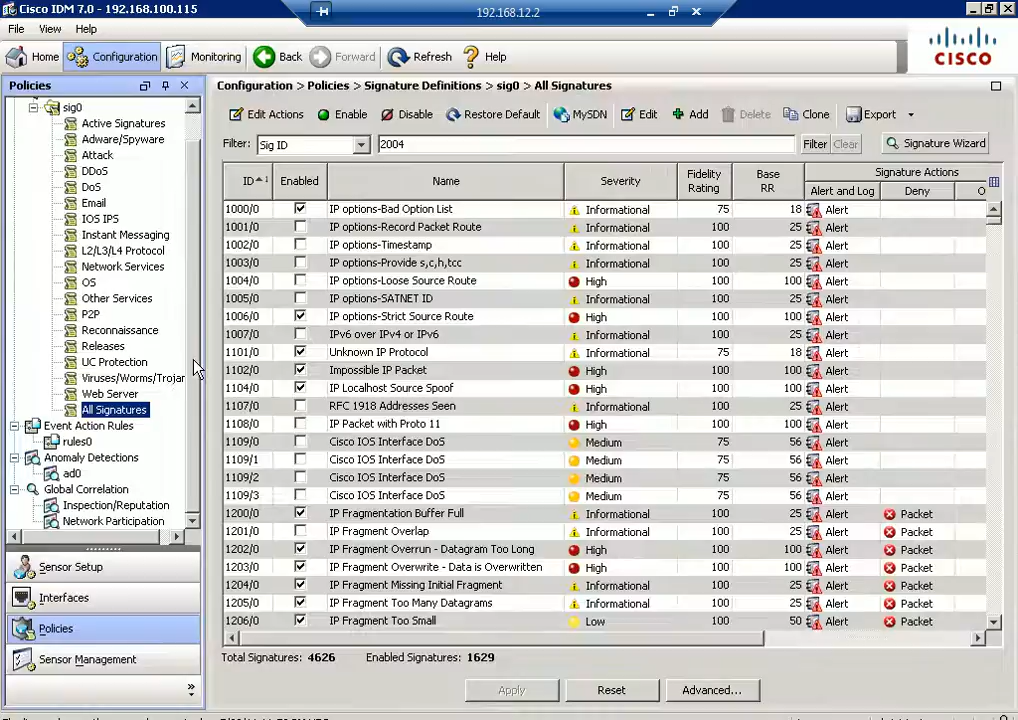 Cisco IDM 7.0 - 192.168.100.115
192.168.12.2
File View Help
Home Configuration Monitoring Back Forward Refresh Help
CISCO
Policies
sig0
Active Signatures
Adware/Spyware
Attack
DDoS
DoS
Email
IOS IPS
Instant Messaging
L2/L3/L4 Protocol
Network Services
OS
Other Services
P2P
Reconnaissance
Releases
UC Protection
Viruses/Worms/Trojar
Web Server
All Signatures
Event Action Rules
rules0
Anomaly Detections
ad0
Global Correlation
Inspection/Reputation
Network Participation
Sensor Setup
Interfaces
Policies
Sensor Management
»
Configuration > Policies > Signature Definitions > sig0 > All Signatures
Edit Actions Enable Disable Restore Default MySDN Edit Add Delete Clone Export
Filter: Sig ID 2004 Filter Clear Signature Wizard
ID 1 Enabled Name Severity Fidelity Rating Base RR Signature Actions
Alert and Log Deny O
1000/0 IP options-Bad Option List Informational 75 18 Alert
1001/0 IP options-Record Packet Route Informational 100 25 Alert
1002/0 IP options-Timestamp Informational 100 25 Alert
1003/0 IP options-Provide s,c,h,tcc Informational 100 25 Alert
1004/0 IP options-Loose Source Route High 100 100 Alert
1005/0 IP options-SATNET ID Informational 100 25 Alert
1006/0 IP options-Strict Source Route High 100 100 Alert
1007/0 IPv6 over IPv4 or IPv6 Informational 100 25 Alert
1101/0 Unknown IP Protocol Informational 75 18 Alert
1102/0 Impossible IP Packet High 100 100 Alert
1104/0 IP Localhost Source Spoof High 100 100 Alert
1107/0 RFC 1918 Addresses Seen Informational 100 25 Alert
1108/0 IP Packet with Proto 11 High 100 100 Alert
1109/0 Cisco IOS Interface DoS Medium 75 56 Alert
1109/1 Cisco IOS Interface DoS Medium 75 56 Alert
1109/2 Cisco IOS Interface DoS Medium 75 56 Alert
1109/3 Cisco IOS Interface DoS Medium 75 56 Alert
1200/0 IP Fragmentation Buffer Full Informational 100 25 Alert Packet
1201/0 IP Fragment Overlap Informational 100 25 Alert Packet
1202/0 IP Fragment Overrun - Datagram Too Long High 100 100 Alert Packet
1203/0 IP Fragment Overwrite - Data is Overwritten High 100 100 Alert Packet
1204/0 IP Fragment Missing Initial Fragment Informational 100 25 Alert Packet
1205/0 IP Fragment Too Many Datagrams Informational 100 25 Alert Packet
1206/0 IP Fragment Too Small Low 100 50 Alert Packet
Total Signatures: 4626 Enabled Signatures: 1629
Apply Reset Advanced...